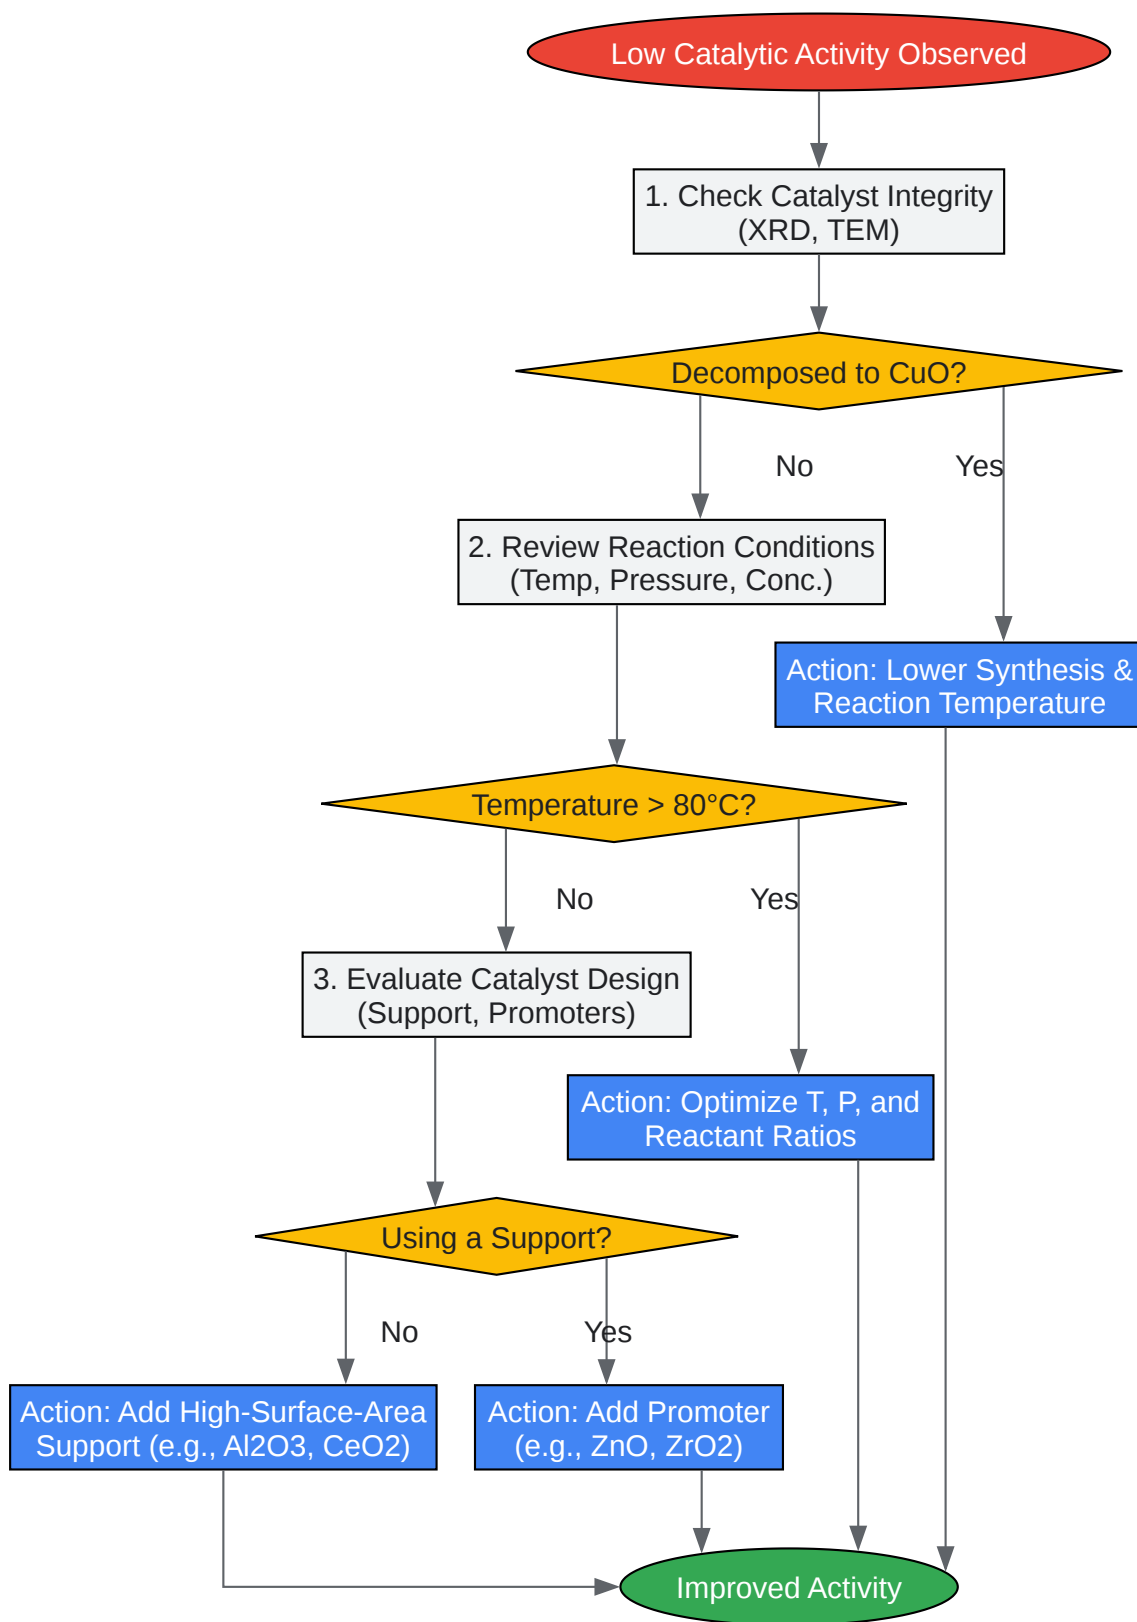 Low Catalytic Activity Observed
1. Check Catalyst Integrity
(XRD, TEM)
Decomposed to CuO?
No
Yes
2. Review Reaction Conditions
(Temp, Pressure, Conc.)
Action: Lower Synthesis &
Reaction Temperature
Temperature > 80°C?
No
Yes
3. Evaluate Catalyst Design
(Support, Promoters)
Action: Optimize T, P, and
Reactant Ratios
Using a Support?
No
Yes
Action: Add High-Surface-Area
Support (e.g., Al2O3, CeO2)
Action: Add Promoter
(e.g., ZnO, ZrO2)
Improved Activity